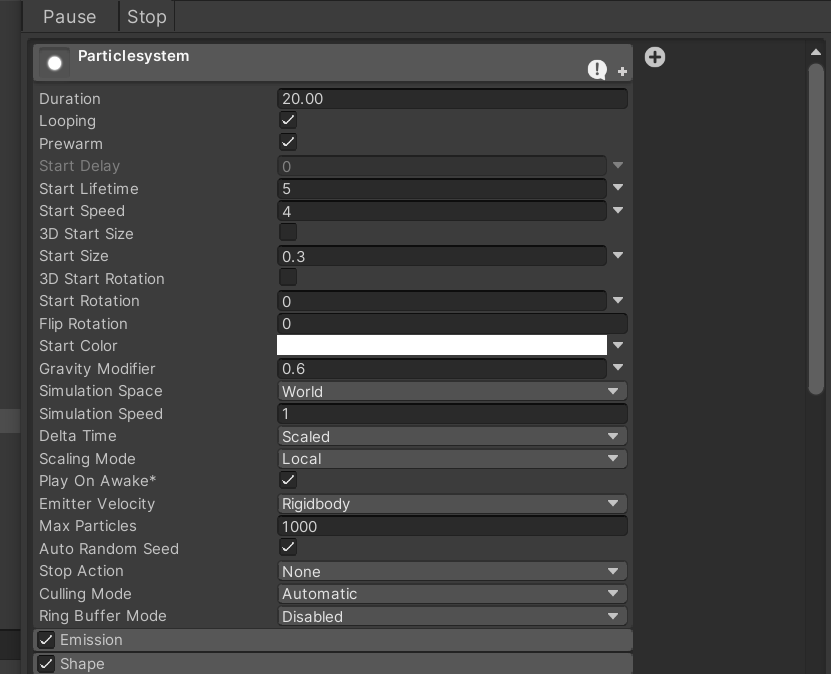 Pause Stop
Particlesystem
Duration 20.00
Looping
Prewarm
Start Delay 0
Start Lifetime 5
Start Speed 4
3D Start Size
Start Size 0.3
3D Start Rotation
Start Rotation 0
Flip Rotation 0
Start Color
Gravity Modifier 0.6
Simulation Space World
Simulation Speed 1
Delta Time Scaled
Scaling Mode Local
Play On Awake*
Emitter Velocity Rigidbody
Max Particles 1000
Auto Random Seed
Stop Action None
Culling Mode Automatic
Ring Buffer Mode Disabled
Emission
Shape